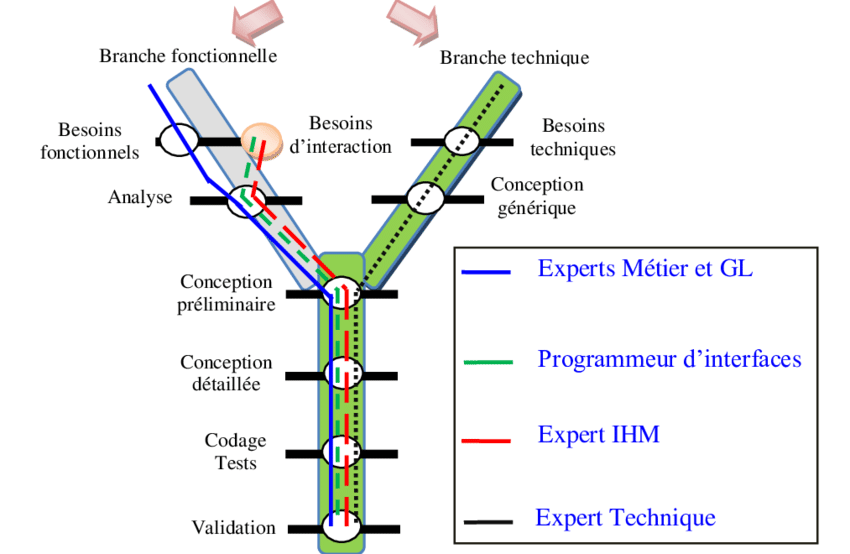 Branche fonctionnelle
Branche technique
Besoins
fonctionnels
Besoins
d’interaction
Besoins
techniques
Analyse
Conception
générique
Conception
préliminaire
Conception
détaillée
Codage
Tests
Validation
Experts Métier et GL
Programmeur d’interfaces
Expert IHM
Expert Technique